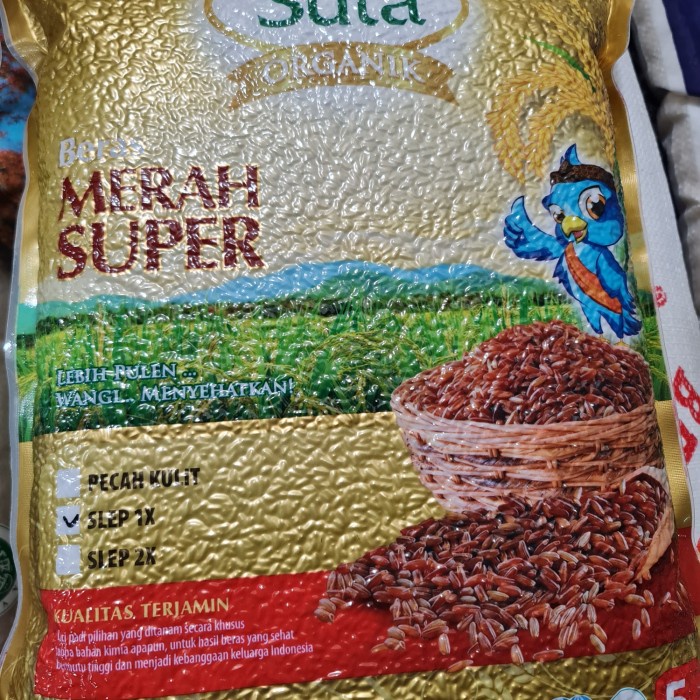 Suta
ORGANIK
Beras
MERAH
SUPER
LEBIH PULEN ...
WANGI... MENYEHATKAN!
PECAH KULIT
SLEP 1X
SLEP 2X
KUALITAS TERJAMIN
padi pilihan yang ditanam secara khusus
tanpa bahan kimia apapun, untuk hasil beras yang sehat
bermutu tinggi dan menjadi kebanggaan keluarga Indonesia
5